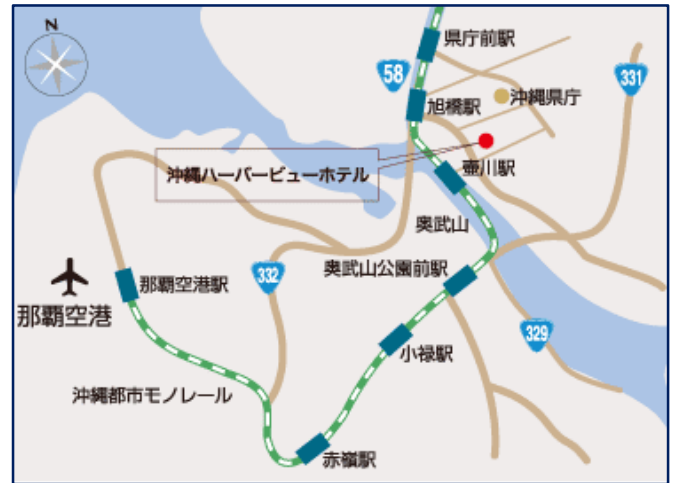 N
県庁前駅
58
331
旭橋駅
沖縄県庁
沖縄ハーバービューホテル
壷川駅
奥武山
奥武山公園前駅
332
那覇空港駅
那覇空港
329
小禄駅
沖縄都市モノレール
赤嶺駅